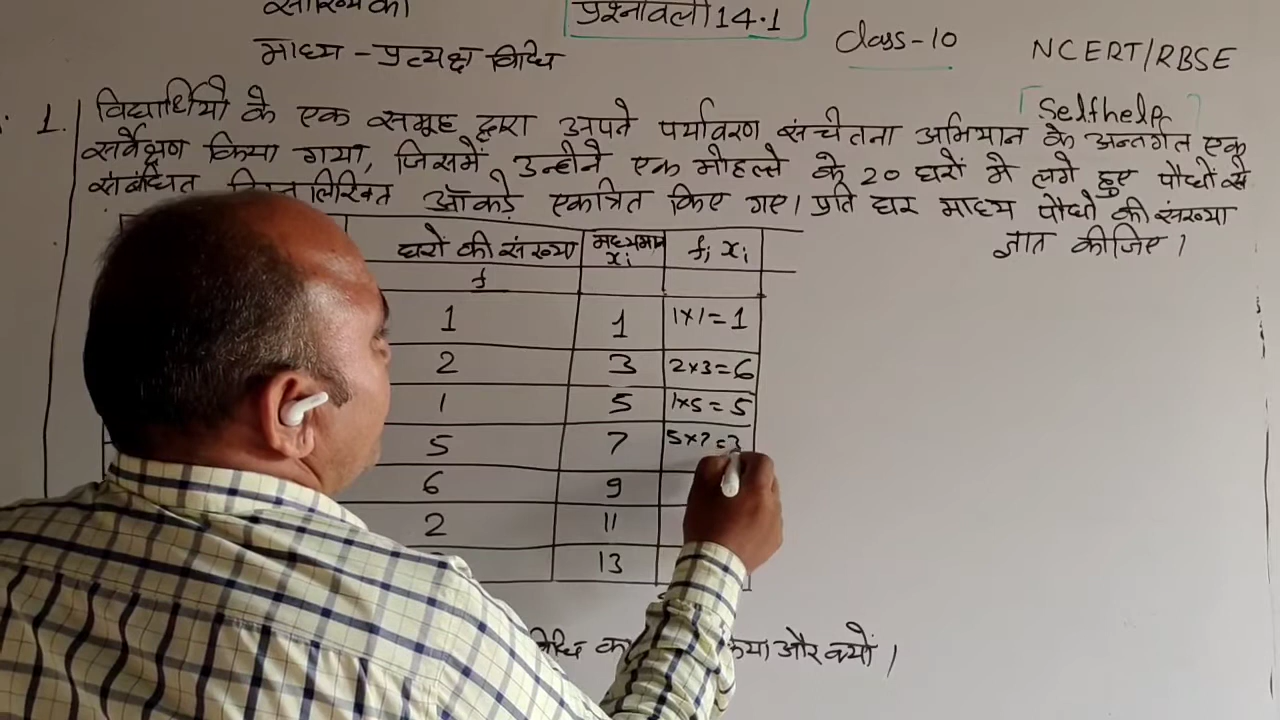 सांख्यिकी
प्रश्नावली 14.1
माध्य - प्रत्यक्ष विधि
Class-10
NCERT/RBSE
Selfhelp
1. विद्यार्थियो के एक समूह द्वारा अपने पर्यावरण संचेतना अभियान के अन्तर्गत एक
सर्वेक्षण किया गया, जिसमें उन्होने एक मोहल्ले के 20 घरों मे लगे हुए पौधों से
संबंधित आँकड़े एकत्रित किए गए। प्रति घर माध्य पौधो की संख्या
ज्ञात कीजिए।
घरों की संख्या मध्यमान xi fi xi
f
1 1 1×1=1
2 3 2×3=6
1 5 1×5=5
5 7 5×7=3
6 9
2 11
13
विधि का और क्यों।